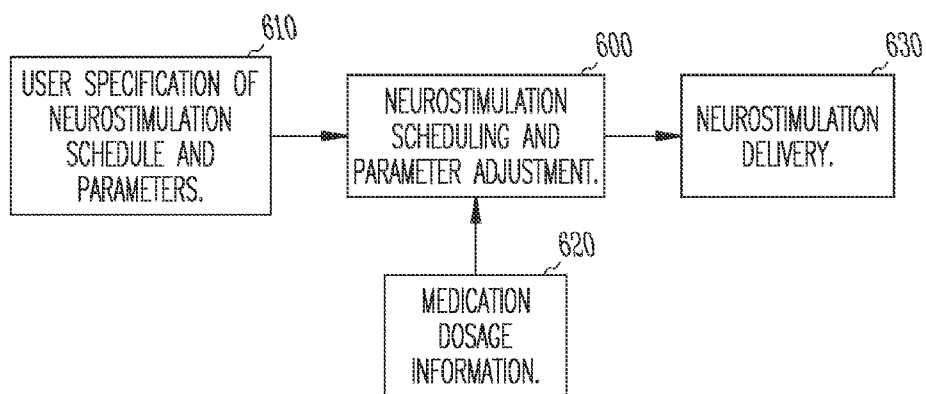 610
USER SPECIFICATION OF
NEUROSTIMULATION
SCHEDULE AND
PARAMETERS.
600
NEUROSTIMULATION
SCHEDULING AND
PARAMETER ADJUSTMENT.
630
NEUROSTIMULATION
DELIVERY.
620
MEDICATION
DOSAGE
INFORMATION.